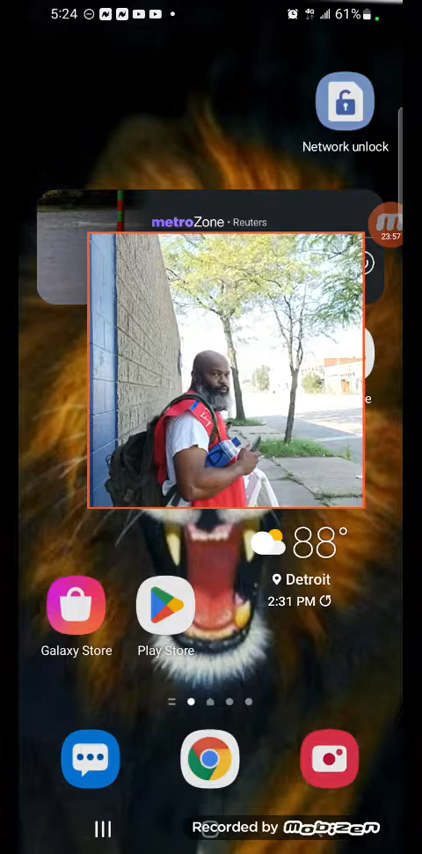 5:24
4G
61%
Network unlock
metroZone • Reuters
23:57
e
88°
Detroit
2:31 PM
Galaxy Store
Play Store
Recorded by MOBIZEN